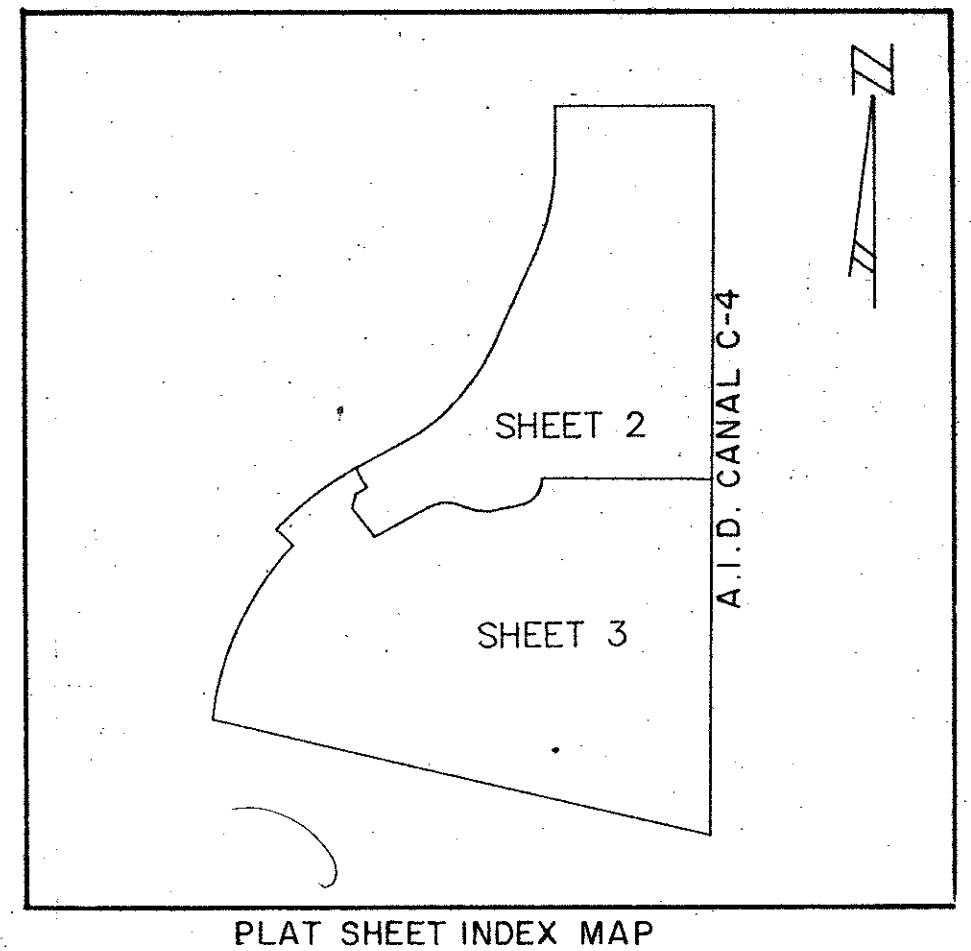 N
SHEET 2
A.I.D. CANAL C-4
SHEET 3
PLAT SHEET INDEX MAP